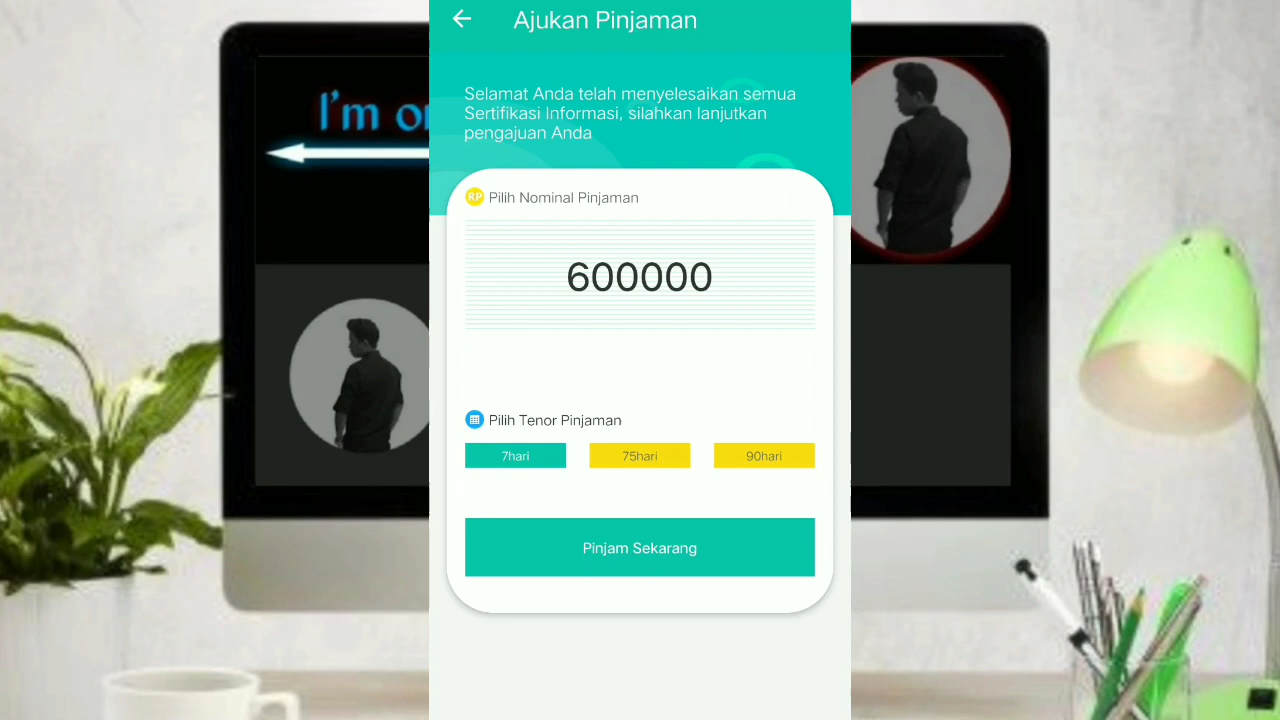 Ajukan Pinjaman
I'm
Selamat Anda telah menyelesaikan semua
Sertifikasi Informasi, silahkan lanjutkan
pengajuan Anda
RP Pilih Nominal Pinjaman
600000
Pilih Tenor Pinjaman
7hari 75hari 90hari
Pinjam Sekarang